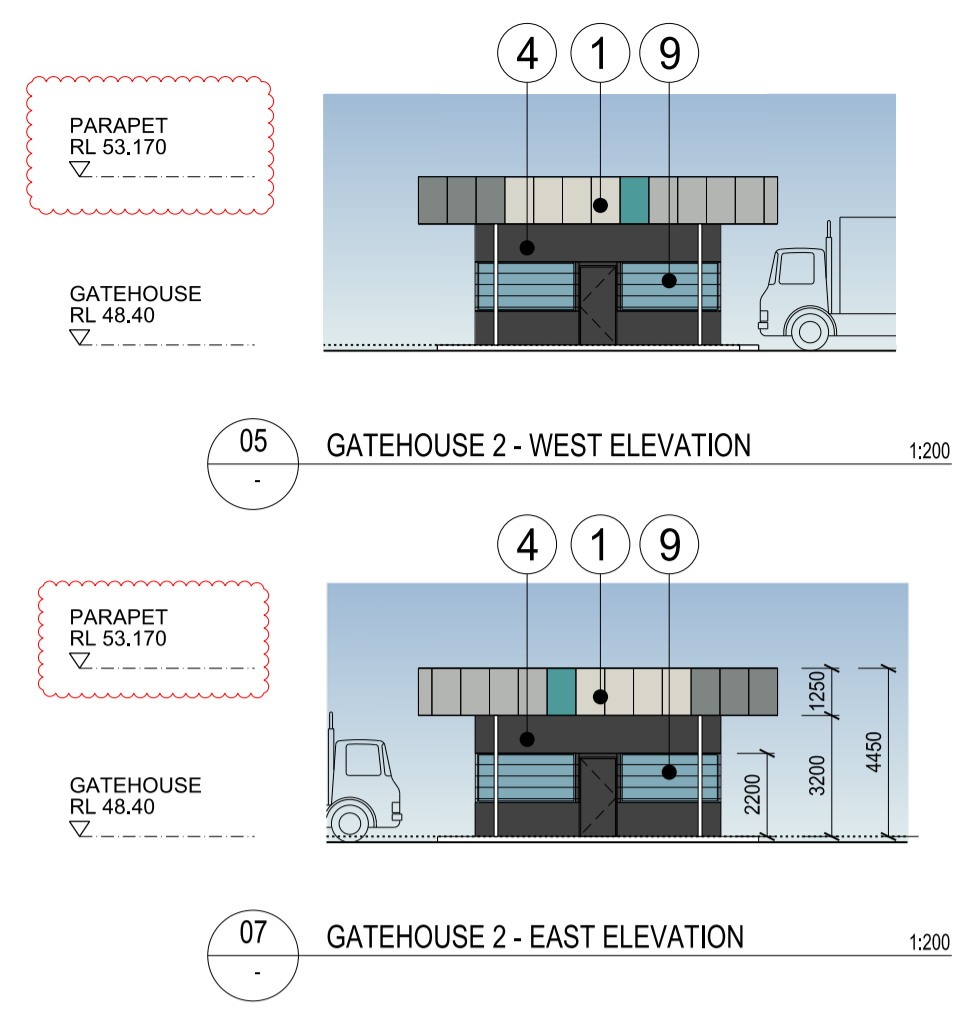 4 1 9
PARAPET
RL 53.170
GATEHOUSE
RL 48.40
05
-
GATEHOUSE 2 - WEST ELEVATION
1:200
4 1 9
PARAPET
RL 53.170
1250
3200
4450
2200
GATEHOUSE
RL 48.40
07
-
GATEHOUSE 2 - EAST ELEVATION
1:200